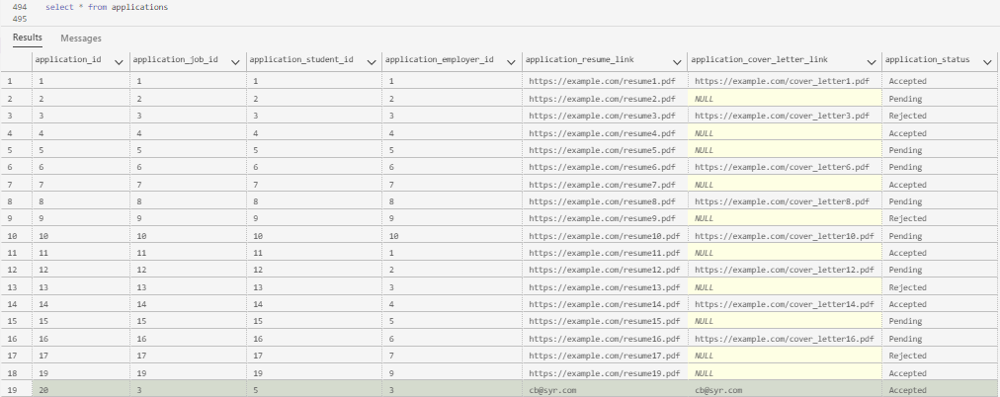 494 select * from applications
495
Results Messages
application_id application_job_id application_student_id application_employer_id application_resume_link application_cover_letter_link application_status
1 1 1 1 1 https://example.com/resume1.pdf https://example.com/cover_letter1.pdf Accepted
2 2 2 2 2 https://example.com/resume2.pdf NULL Pending
3 3 3 3 3 https://example.com/resume3.pdf https://example.com/cover_letter3.pdf Rejected
4 4 4 4 4 https://example.com/resume4.pdf NULL Accepted
5 5 5 5 5 https://example.com/resume5.pdf NULL Pending
6 6 6 6 6 https://example.com/resume6.pdf https://example.com/cover_letter6.pdf Pending
7 7 7 7 7 https://example.com/resume7.pdf NULL Accepted
8 8 8 8 8 https://example.com/resume8.pdf https://example.com/cover_letter8.pdf Pending
9 9 9 9 9 https://example.com/resume9.pdf NULL Rejected
10 10 10 10 10 https://example.com/resume10.pdf https://example.com/cover_letter10.pdf Pending
11 11 11 11 1 https://example.com/resume11.pdf NULL Accepted
12 12 12 12 2 https://example.com/resume12.pdf https://example.com/cover_letter12.pdf Pending
13 13 13 13 3 https://example.com/resume13.pdf NULL Rejected
14 14 14 14 4 https://example.com/resume14.pdf https://example.com/cover_letter14.pdf Accepted
15 15 15 15 5 https://example.com/resume15.pdf NULL Pending
16 16 16 16 6 https://example.com/resume16.pdf https://example.com/cover_letter16.pdf Pending
17 17 17 17 7 https://example.com/resume17.pdf NULL Rejected
18 19 19 19 9 https://example.com/resume19.pdf NULL Accepted
19 20 3 5 3 cb@syr.com cb@syr.com Accepted